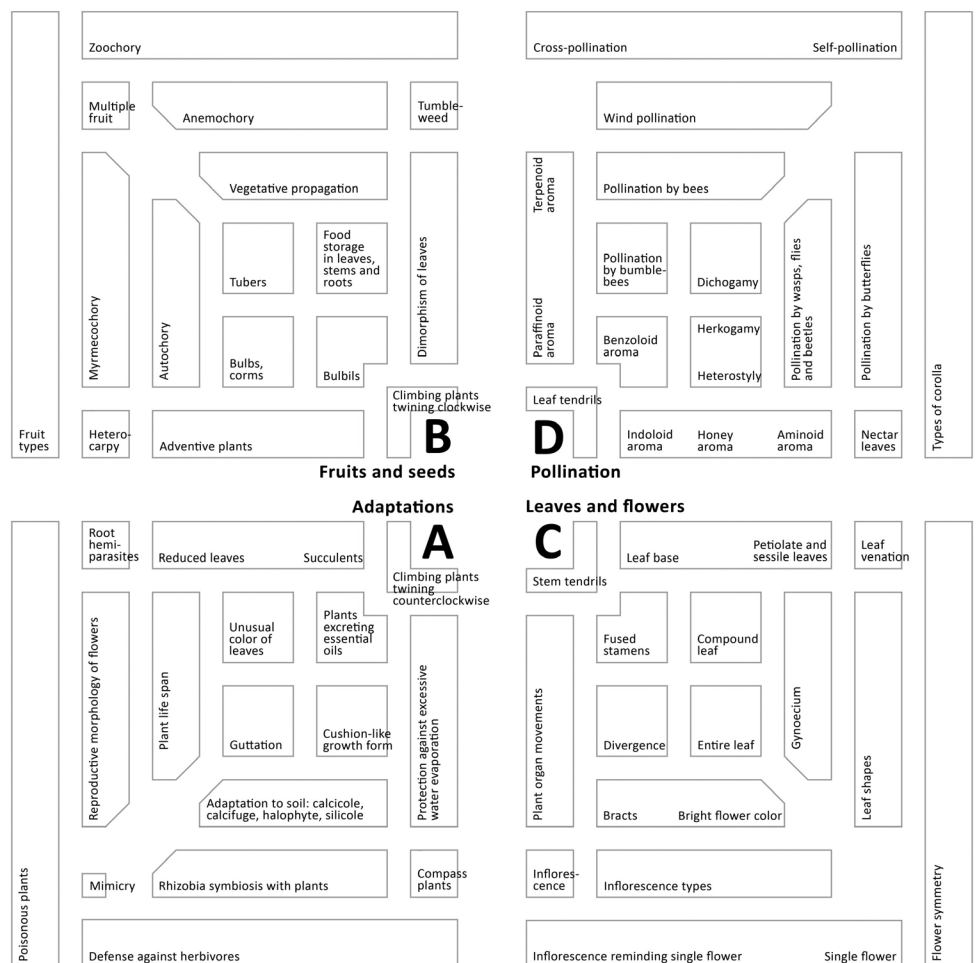 Zoochory
Multiple
fruit
Anemochory
Tumble-
weed
Vegetative propagation
Myrmecochory
Autochory
Tubers
Food
storage
in leaves,
stems and
roots
Dimorphism of leaves
Bulbs,
corms
Bulbils
Climbing plants
twining clockwise
Fruit
types
Hetero-
carpy
Adventive plants
B
Fruits and seeds
Cross-pollination
Self-pollination
Wind pollination
Terpenoid
aroma
Pollination by bees
Pollination
by bumble-
bees
Dichogamy
Pollination by wasps, flies
and beetles
Pollination by butterflies
Paraffinoid
aroma
Benzoloid
aroma
Herkogamy
Heterostyly
Leaf tendrils
D
Indoloid
aroma
Honey
aroma
Aminoid
aroma
Nectar
leaves
Types of corolla
Pollination
Adaptations
A
Root
hemi-
parasites
Reduced leaves
Succulents
Climbing plants
twining
counterclockwise
Reproductive morphology of flowers
Plant life span
Unusual
color of
leaves
Plants
excreting
essential
oils
Guttation
Cushion-like
growth form
Protection against excessive
water evaporation
Adaptation to soil: calcicole,
calcifuge, halophyte, silicole
Poisonous plants
Mimicry
Rhizobia symbiosis with plants
Compass
plants
Defense against herbivores
Leaves and flowers
C
Leaf base
Petiolate and
sessile leaves
Leaf
venation
Stem tendrils
Fused
stamens
Compound
leaf
Plant organ movements
Divergence
Entire leaf
Gynoecium
Leaf shapes
Bracts
Bright flower color
Inflores-
cence
Inflorescence types
Flower symmetry
Inflorescence reminding single flower
Single flower